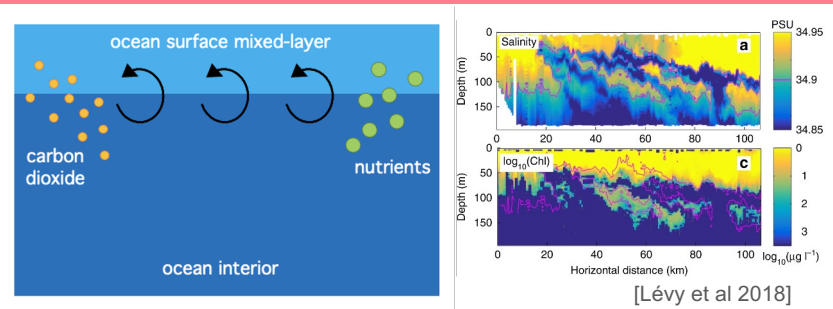 ocean surface mixed-layer
carbon
dioxide
nutrients
ocean interior
PSU
Salinity
a
Depth (m)
0
50
100
150
0
20
40
60
80
100
34.95
34.90
34.85
log10(Chl)
c
Depth (m)
0
50
100
150
0
20
40
60
80
100
Horizontal distance (km)
0
1
2
3
log10(µg l⁻¹)
[Lévy et al 2018]